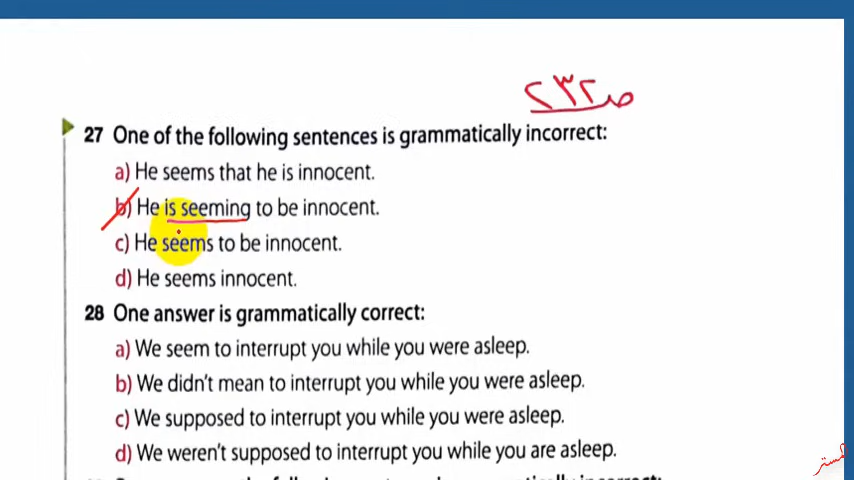 ص ٢٣٢
27 One of the following sentences is grammatically incorrect:
a) He seems that he is innocent.
b) He is seeming to be innocent.
c) He seems to be innocent.
d) He seems innocent.
28 One answer is grammatically correct:
a) We seem to interrupt you while you were asleep.
b) We didn't mean to interrupt you while you were asleep.
c) We supposed to interrupt you while you were asleep.
d) We weren't supposed to interrupt you while you are asleep.